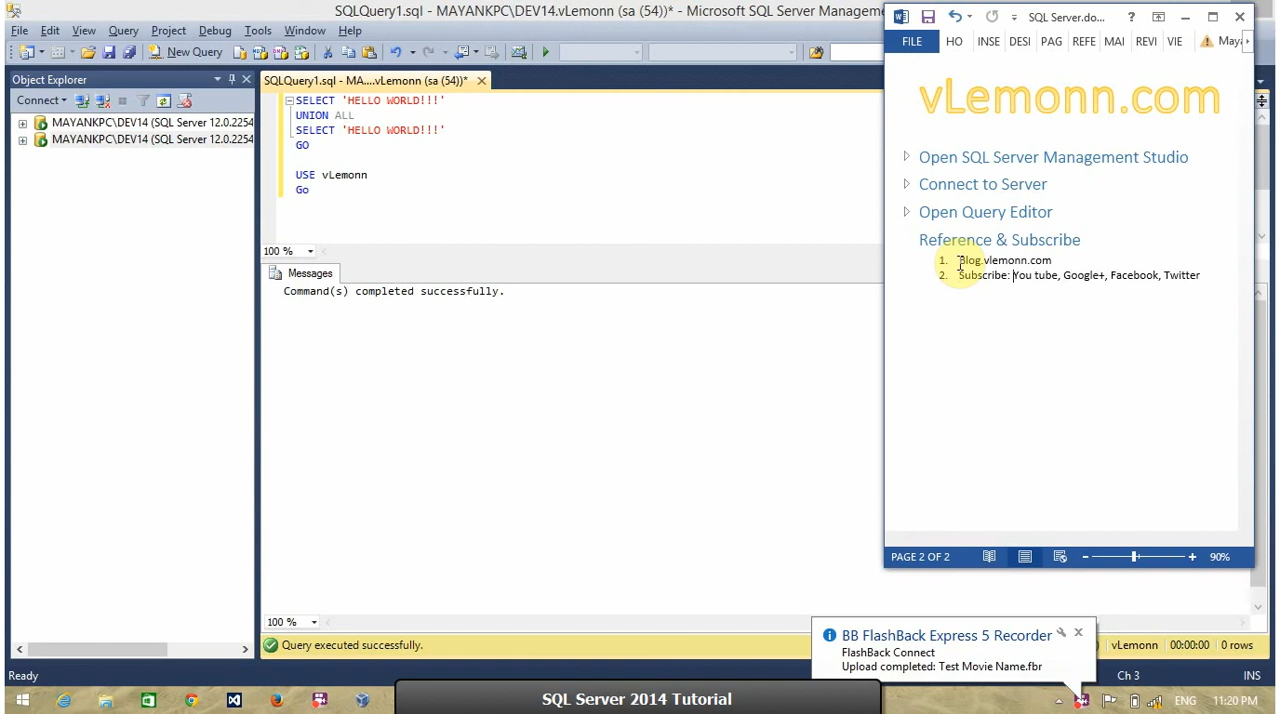 SQLQuery1.sql - MAYANKPC\DEV14.vLemonn (sa (54))* - Microsoft SQL Server Manageme
File Edit View Query Project Debug Tools Window Help
New Query
Object Explorer
Connect
MAYANKPC\DEV14 (SQL Server 12.0.2254
MAYANKPC\DEV14 (SQL Server 12.0.2254
SQLQuery1.sql - MA....vLemonn (sa (54))*
SELECT 'HELLO WORLD!!!'
UNION ALL
SELECT 'HELLO WORLD!!!'
GO
USE vLemonn
Go
100 %
Messages
Command(s) completed successfully.
100 %
Query executed successfully.
vLemonn 00:00:00 0 rows
Ready
Ch 3 INS
SQL Server.do...
FILE HO INSE DESI PAG REFE MAI REVI VIE Maya
vLemonn.com
Open SQL Server Management Studio
Connect to Server
Open Query Editor
Reference & Subscribe
1. Blog.vlemonn.com
2. Subscribe: You tube, Google+, Facebook, Twitter
PAGE 2 OF 2
90%
BB FlashBack Express 5 Recorder
FlashBack Connect
Upload completed: Test Movie Name.fbr
SQL Server 2014 Tutorial
ENG 11:20 PM